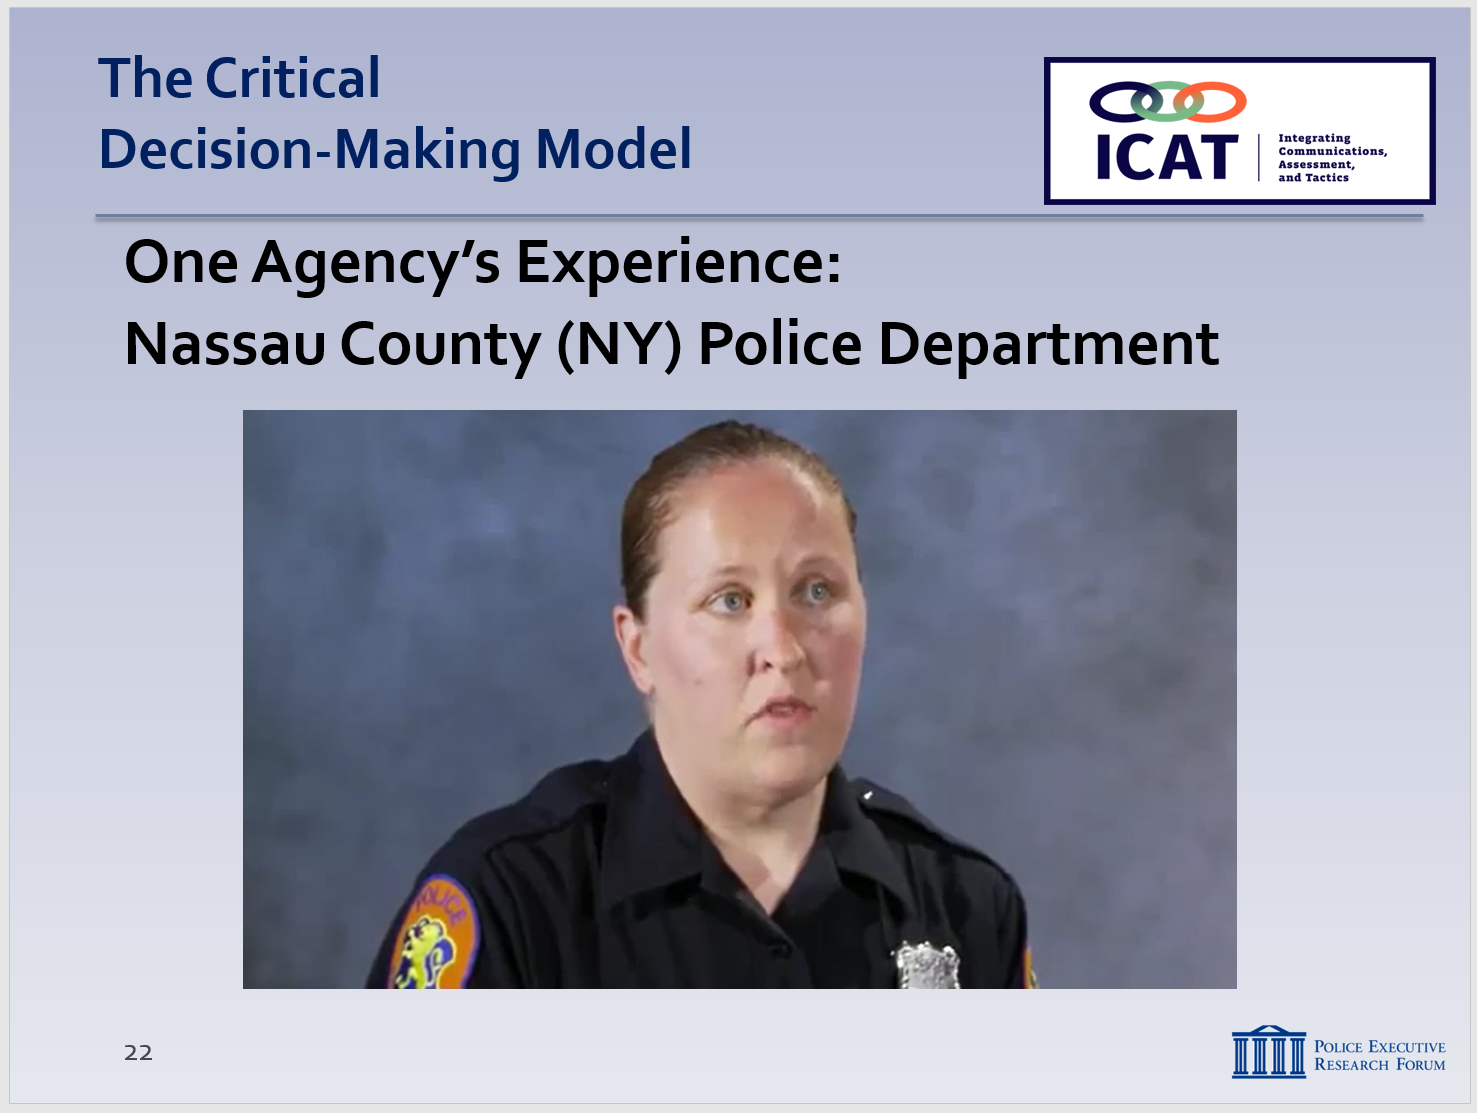 The Critical
Decision-Making Model
ICAT
Integrating
Communications,
Assessment,
and Tactics
One Agency’s Experience:
Nassau County (NY) Police Department
POLICE
22
POLICE EXECUTIVE
RESEARCH FORUM